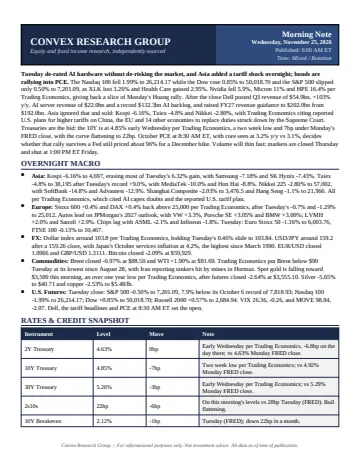 CONVEX RESEARCH GROUP
Equity and fixed income research, independently sourced
Morning Note
Wednesday, November 25, 2026
Published: 8:00 AM ET
Tone: Mixed / Rotation
Tuesday de-rated AI hardware without de-risking the market, and Asia added a tariff shock overnight; bonds are
rallying into PCE. The Nasdaq 100 fell 1.99% to 26,214.17 while the Dow rose 0.85% to 50,018.70 and the S&P 500 slipped
only 0.50% to 7,201.09, as XLK lost 3.26% and Health Care gained 2.95%. Nvidia fell 5.9%, Micron 11% and HPE 16.4% per
Trading Economics, giving back a slice of Monday's Huang rally. After the close Dell posted Q3 revenue of $54.9bn, +103%
y/y, AI server revenue of $22.0bn and a record $132.3bn AI backlog, and raised FY27 revenue guidance to $202.0bn from
$192.0bn. Asia ignored that and sold: Kospi -6.16%, Taiex -4.8% and Nikkei -2.80%, with Trading Economics citing reported
U.S. plans for higher tariffs on China, the EU and 14 other economies to replace duties struck down by the Supreme Court.
Treasuries are the bid: the 10Y is at 4.85% early Wednesday per Trading Economics, a two week low and 7bp under Monday's
FRED close, with the curve flattening to 22bp. October PCE at 8:30 AM ET, with core seen at 3.2% y/y vs 3.1%, decides
whether that rally survives a Fed still priced about 96% for a December hike. Volume will thin: markets are closed Thursday
and shut at 1:00 PM ET Friday.
OVERNIGHT MACRO
• Asia: Kospi -6.16% to 4,697, erasing most of Tuesday's 6.32% gain, with Samsung -7.18% and SK Hynix -7.43%. Taiex
-4.8% to 38,195 after Tuesday's record +9.0%, with MediaTek -10.0% and Hon Hai -8.8%. Nikkei 225 -2.80% to 57,002,
with SoftBank -14.8% and Advantest -12.9%. Shanghai Composite -2.03% to 3,476.5 and Hang Seng -1.1% to 21,966. All
per Trading Economics, which cited AI capex doubts and the reported U.S. tariff plan.
• Europe: Stoxx 600 +0.4% and DAX +0.4% back above 25,000 per Trading Economics, after Tuesday's -0.7% and -1.29%
to 25,012. Autos lead on JPMorgan's 2027 outlook, with VW +3.3%, Porsche SE +3.05% and BMW +3.00%; LVMH
+2.0% and Sanofi +2.9%. Chips lag with ASML -2.1% and Infineon -1.8%. Tuesday: Euro Stoxx 50 -1.16% to 6,003.76,
FTSE 100 -0.13% to 10,467.
• FX: Dollar index around 103.8 per Trading Economics, holding Tuesday's 0.46% slide to 103.84. USD/JPY around 159.2
after a 159.26 close, with Japan's October services inflation at 4.2%, the highest since March 1990. EUR/USD closed
1.0966 and GBP/USD 1.3111. Bitcoin closed -2.09% at $59,929.
• Commodities: Brent closed -0.97% at $88.50 and WTI +1.90% at $81.69. Trading Economics put Brent below $90
Tuesday at its lowest since August 28, with Iran reporting tankers hit by mines in Hormuz. Spot gold is falling toward
$3,500 this morning, an over one year low per Trading Economics, after futures closed -2.64% at $3,555.10. Silver -5.65%
to $40.71 and copper -2.53% to $5.48/lb.
• U.S. Futures: Tuesday close: S&P 500 -0.50% to 7,201.09, 7.9% below its October 6 record of 7,818.93; Nasdaq 100
-1.99% to 26,214.17; Dow +0.85% to 50,018.70; Russell 2000 +0.57% to 2,684.94. VIX 26.36, -0.26, and MOVE 98.84,
-2.07. Dell, the tariff headlines and PCE at 8:30 AM ET set the open.
RATES & CREDIT SNAPSHOT
Instrument Level Move Note
2Y Treasury 4.63% 0bp Early Wednesday per Trading Economics, -6.8bp on the
day there; vs 4.63% Monday FRED close.
10Y Treasury 4.85% -7bp Two week low per Trading Economics; vs 4.92%
Monday FRED close.
30Y Treasury 5.26% -3bp Early Wednesday per Trading Economics; vs 5.29%
Monday FRED close.
2s10s 22bp -6bp On this morning's levels vs 28bp Tuesday (FRED). Bull
flattening.
10Y Breakeven 2.12% -1bp Tuesday (FRED); down 22bp in a month.
Convex Research Group | For informational purposes only. Not investment advice. All data as of time of publication.